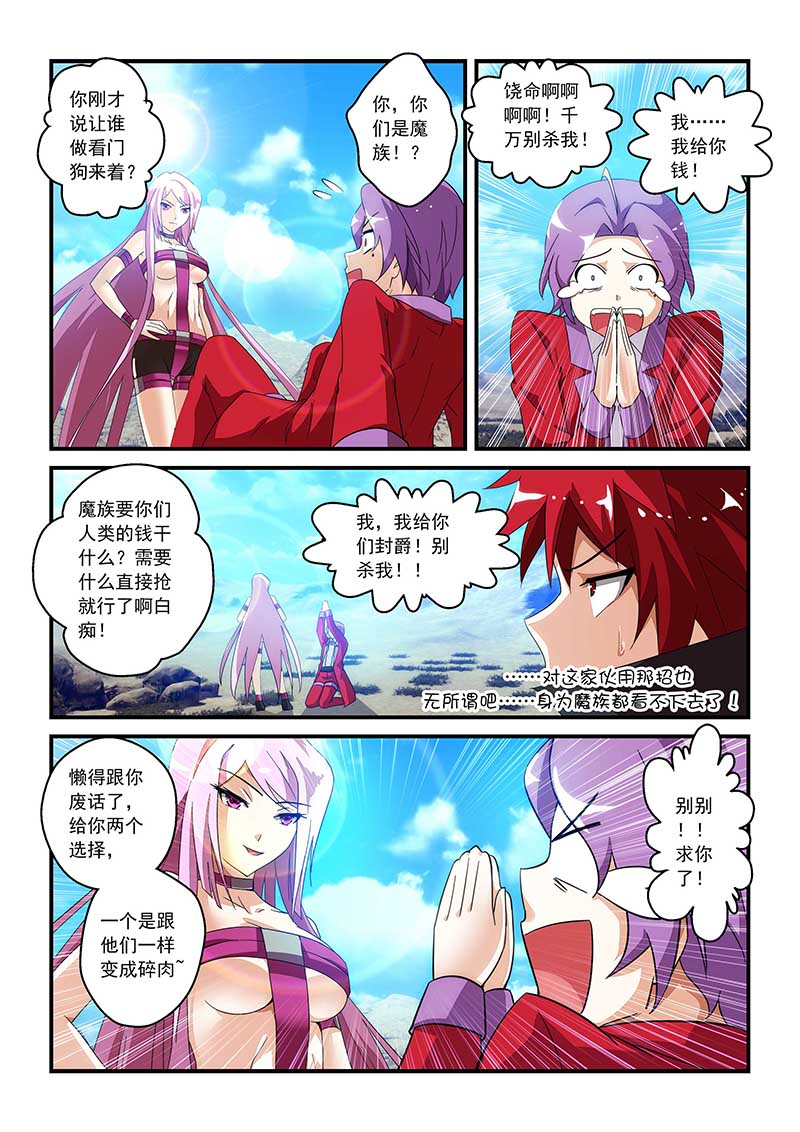 你刚才
说让谁
做看门
狗来着？
你，你
们是魔
族！？
饶命啊啊
啊啊！千
万别杀我！
我……
我给你
钱！
魔族要你们
人类的钱干
什么？需要
什么直接抢
就行了啊白
痴！
我，我给你
们封爵！别
杀我！！
……对这家伙用那招也
无所谓吧……身为魔族都看不下去了！
懒得跟你
废话了，
给你两个
选择，
一个是跟
他们一样
变成碎肉~
别别
！！
求你
了！